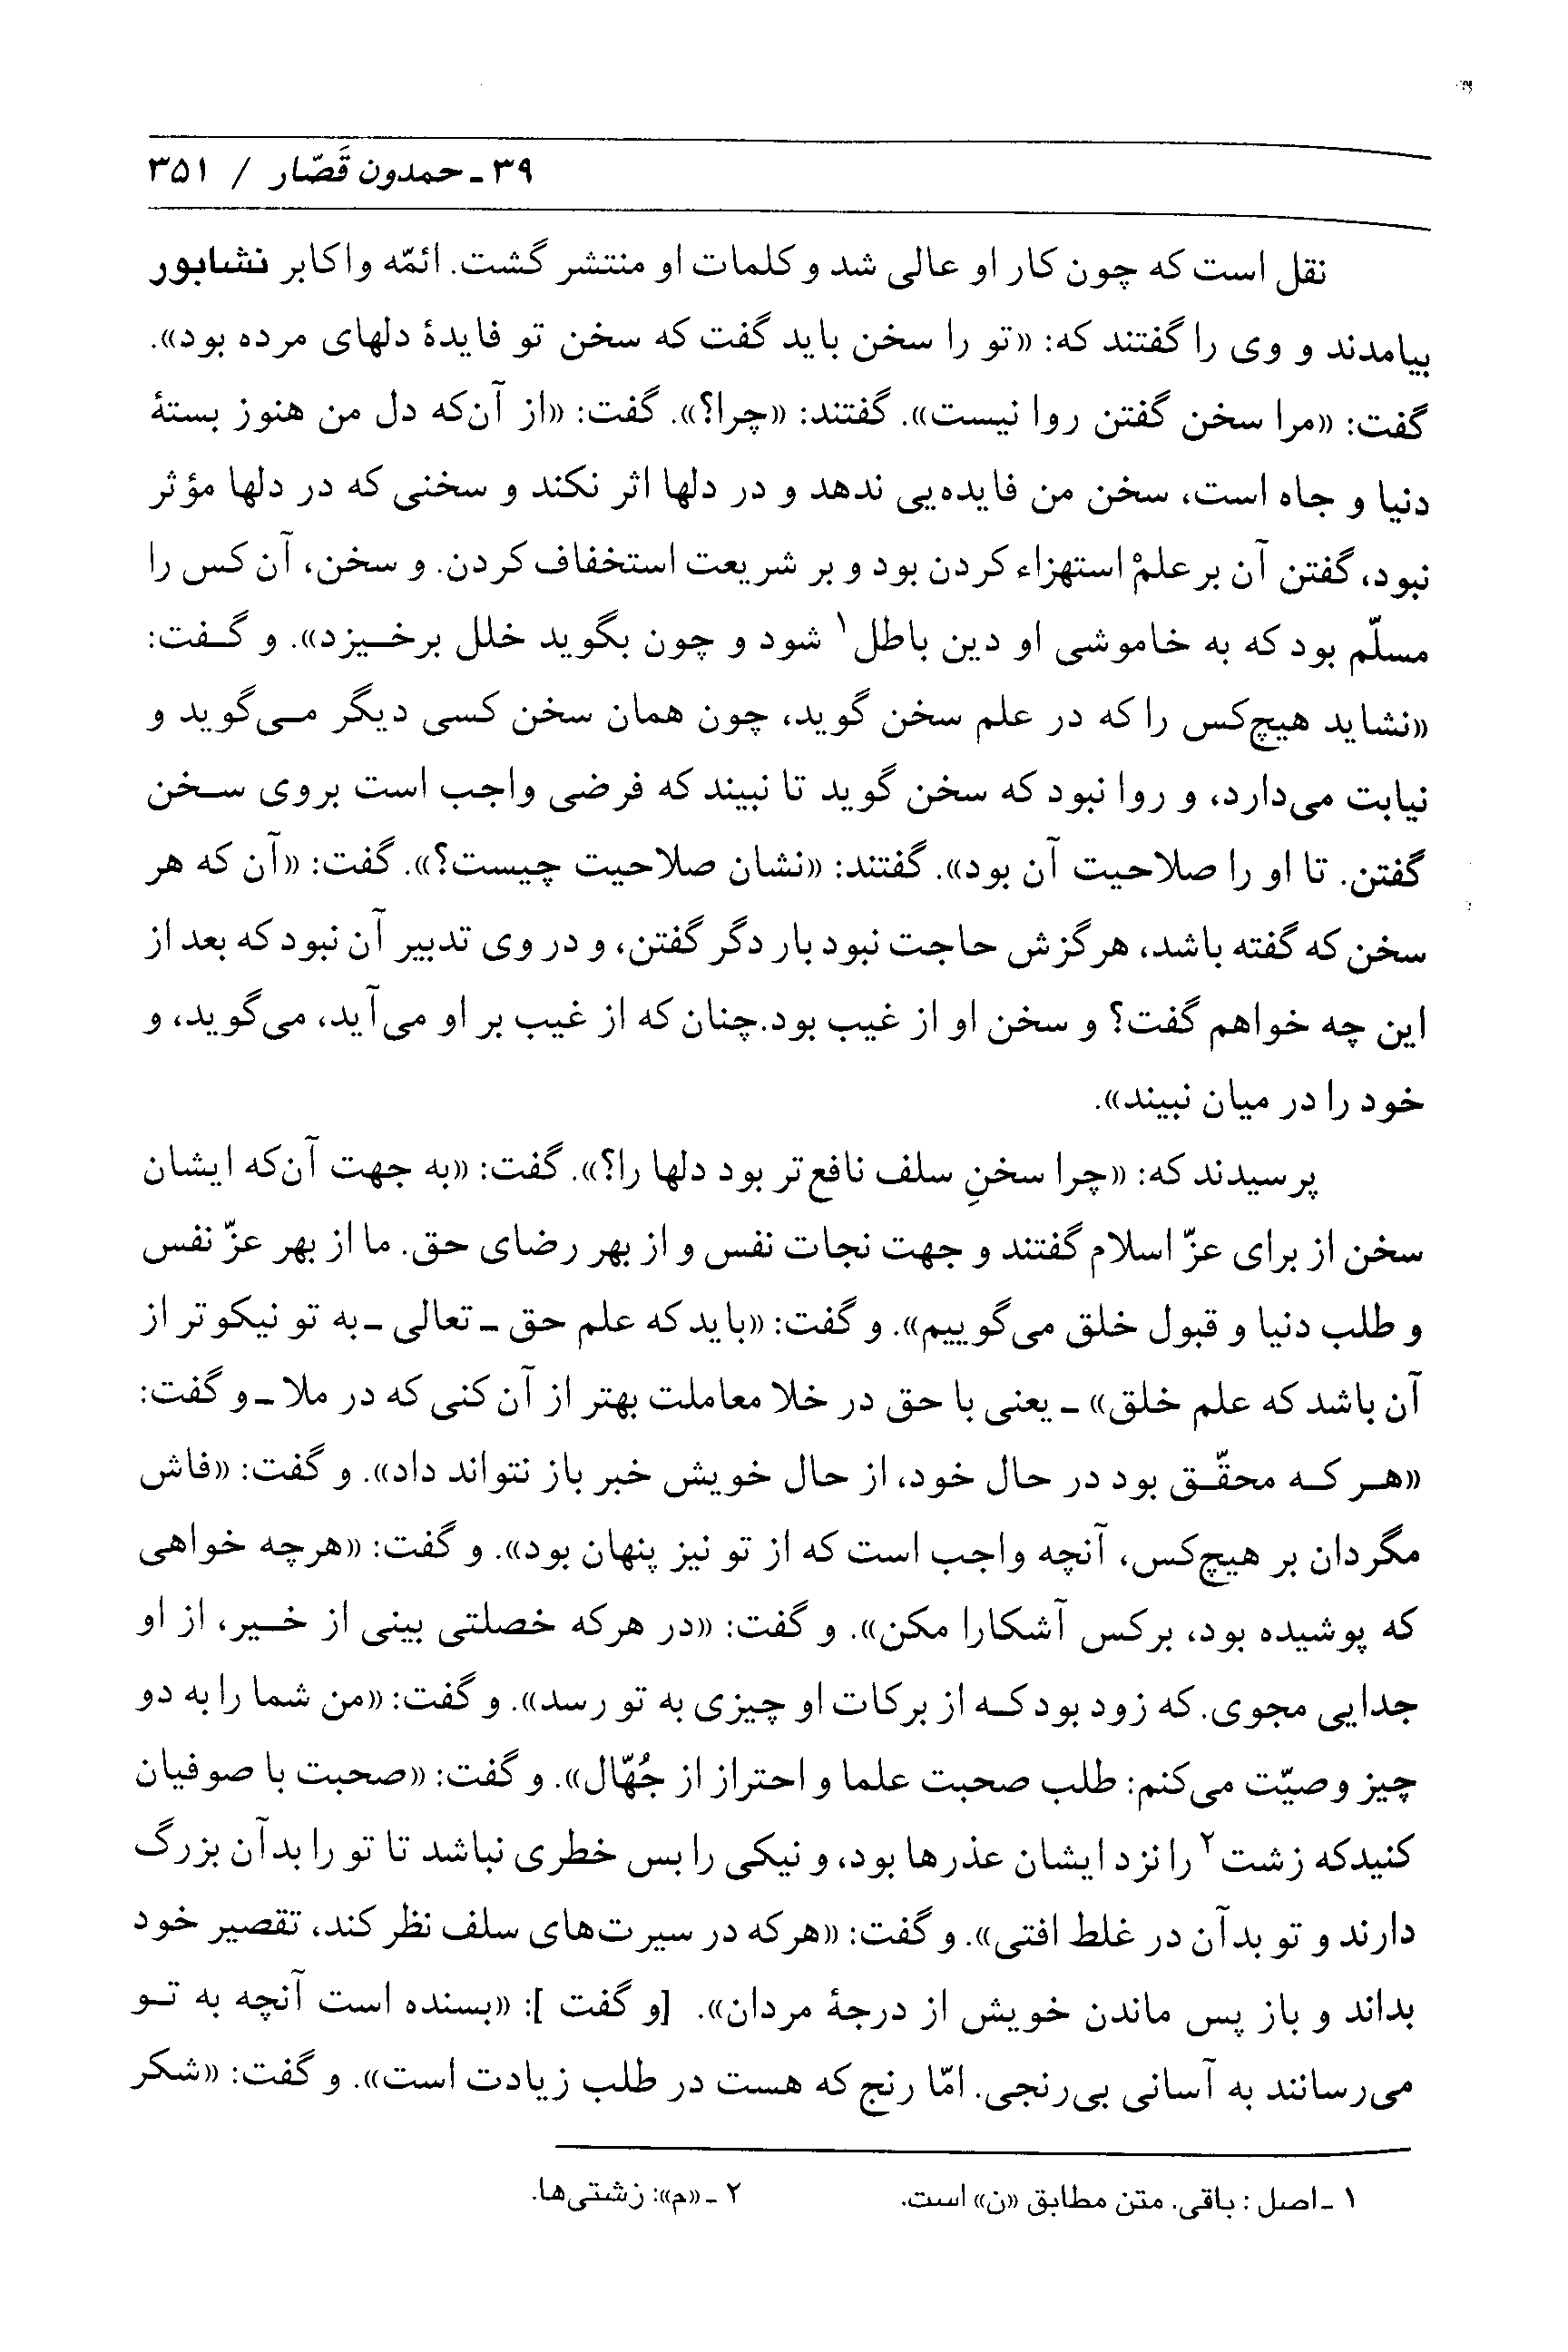 ۳۹ ـ حمدون قَصّار / ۳۵۱
نقل است که چون کار او عالی شد و کلمات او منتشر گشت. ائمّه و اکابر نشابور
بیامدند و وی را گفتند که: «تو را سخن باید گفت که سخن تو فایدهٔ دلهای مرده بود».
گفت: «مرا سخن گفتن روا نیست». گفتند: «چرا؟». گفت: «از آن‌که دل من هنوز بستهٔ
دنیا و جاه است، سخن من فایده‌یی ندهد و در دلها اثر نکند و سخنی که در دلها مؤثر
نبود، گفتن آن بر علمْ استهزاء کردن بود و بر شریعت استخفاف کردن. و سخن، آن کس را
مسلّم بود که به خاموشی او دین باطل۱ شود و چون بگوید خلل برخیزد». و گفت:
«نشاید هیچ‌کس را که در علم سخن گوید، چون همان سخن کسی دیگر می‌گوید و
نیابت می‌دارد، و روا نبود که سخن گوید تا نبیند که فرضی واجب است بروی سخن
گفتن. تا او را صلاحیت آن بود». گفتند: «نشان صلاحیت چیست؟». گفت: «آن که هر
سخن که گفته باشد، هرگزش حاجت نبود بار دگر گفتن، و در وی تدبیر آن نبود که بعد از
این چه خواهم گفت؟ و سخن او از غیب بود.چنان که از غیب بر او می‌آید، می‌گوید، و
خود را در میان نبیند».
پرسیدند که: «چرا سخنِ سلف نافع‌تر بود دلها را؟». گفت: «به جهت آن‌که ایشان
سخن از برای عزّ اسلام گفتند و جهت نجات نفس و از بهر رضای حق. ما از بهر عزّ نفس
و طلب دنیا و قبول خلق می‌گوییم». و گفت: «باید که علم حق ـ تعالی ـ به تو نیکوتر از
آن باشد که علم خلق» ـ یعنی با حق در خلا معاملت بهتر از آن کنی که در ملا ـ و گفت:
«هر که محقّق بود در حال خود، از حال خویش خبر باز نتواند داد». و گفت: «فاش
مگردان بر هیچ‌کس، آنچه واجب است که از تو نیز پنهان بود». و گفت: «هرچه خواهی
که پوشیده بود، برکس آشکارا مکن». و گفت: «در هرکه خصلتی بینی از خیر، از او
جدایی مجوی. که زود بود که از برکات او چیزی به تو رسد». و گفت: «من شما را به دو
چیز وصیّت می‌کنم: طلب صحبت علما و احتراز از جُهّال». و گفت: «صحبت با صوفیان
کنیدکه زشت۲ را نزد ایشان عذرها بود، و نیکی را بس خطری نباشد تا تو را بدآن بزرگ
دارند و تو بدآن در غلط افتی». و گفت: «هرکه در سیرت‌های سلف نظر کند، تقصیر خود
بداند و باز پس ماندن خویش از درجهٔ مردان». [و گفت ]: «بسنده است آنچه به تو
می‌رسانند به آسانی بی‌رنجی. امّا رنج که هست در طلب زیادت است». و گفت: «شکر
۱ ـ اصل : باقی. متن مطابق «ن» است. ۲ ـ «م»: زشتی‌ها.